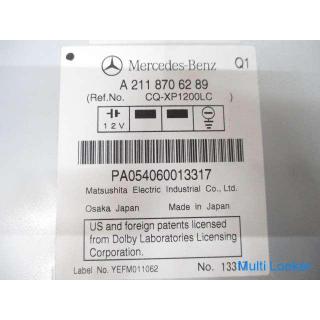 Mercedes-Benz Q1
A 211 870 62 89
(Ref.No. CQ-XP1200LC )
12V
PA054060013317
Matsushita Electric Industrial Co., Ltd.
Osaka Japan Made in Japan
US and foreign patents licensed
from Dolby Laboratories Licensing
Corporation.
Label No. YEFM011062 No. 133
Multi Locker